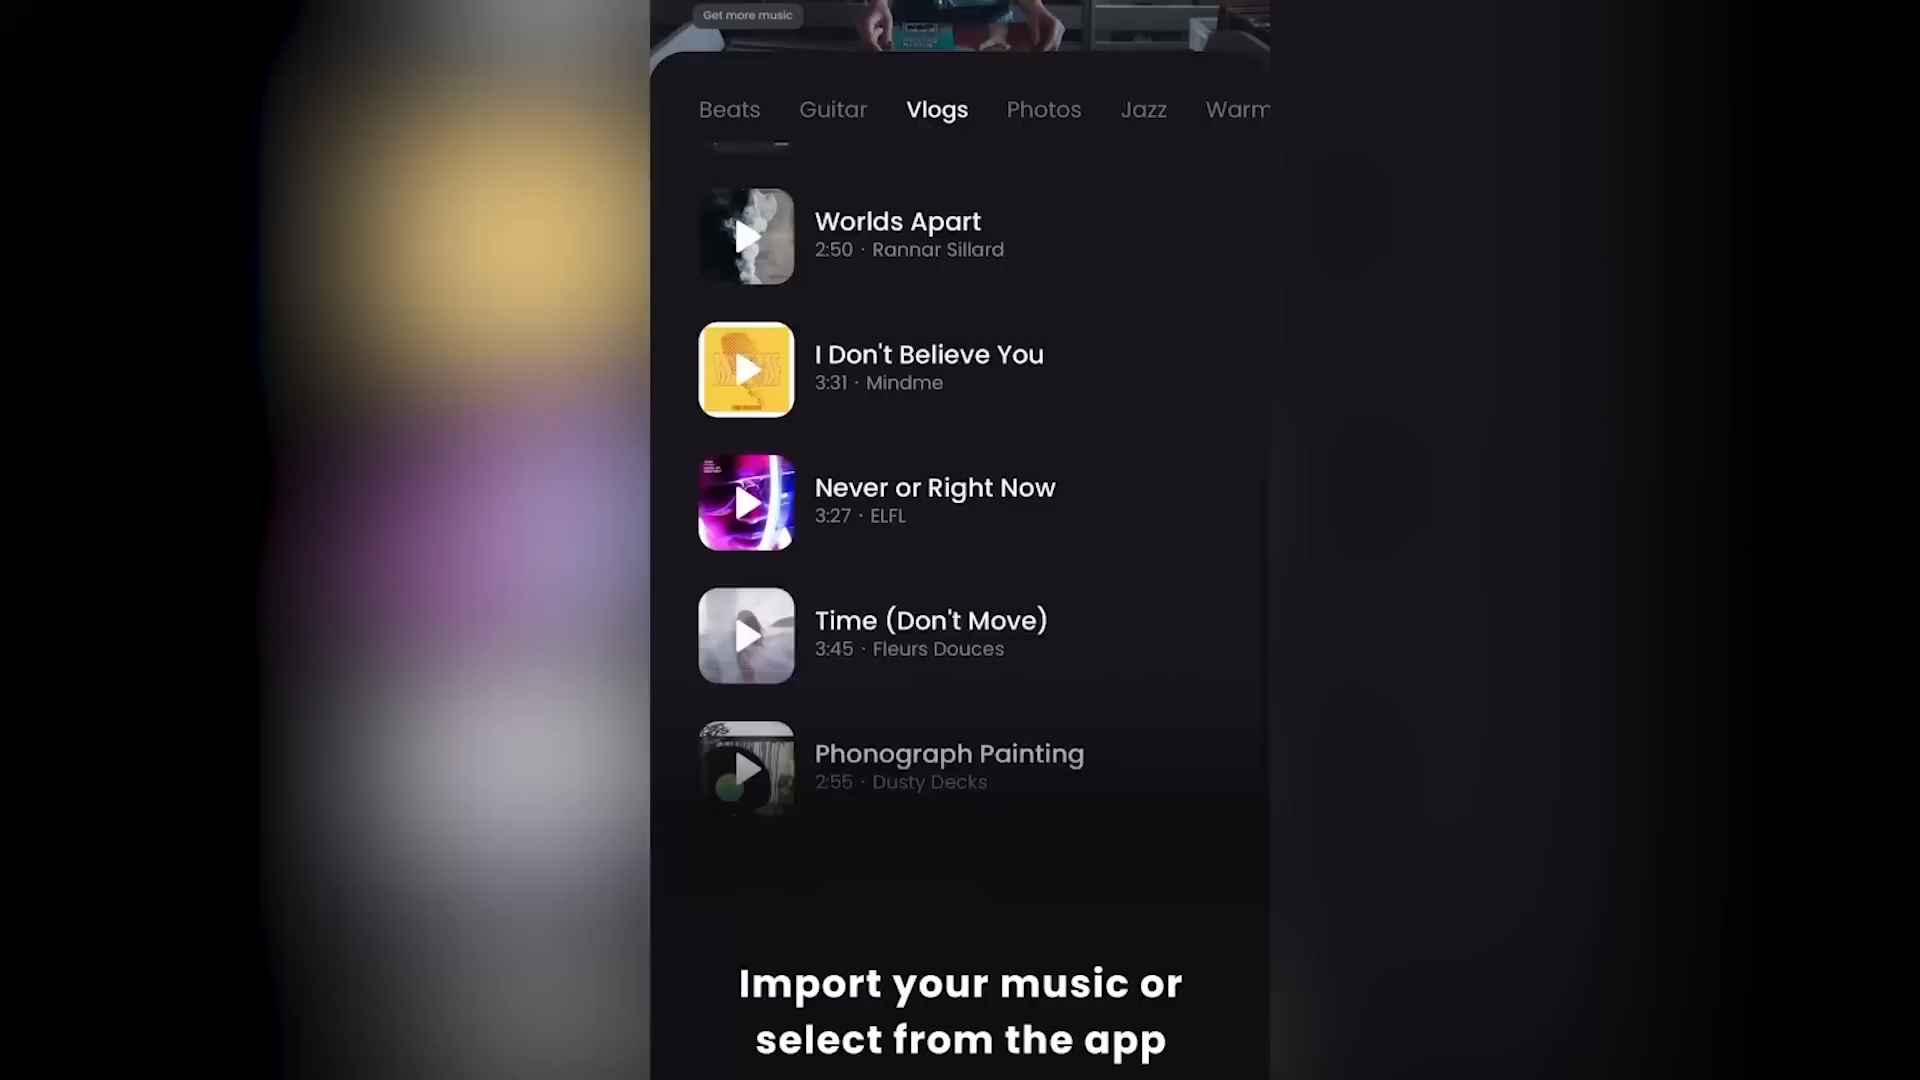 Get more music
Beats Guitar Vlogs Photos Jazz Warm
Worlds Apart
2:50 · Rannar Sillard
I Don't Believe You
3:31 · Mindme
Never or Right Now
3:27 · ELFL
Time (Don't Move)
3:45 · Fleurs Douces
Phonograph Painting
2:55 · Dusty Decks
Import your music or
select from the app